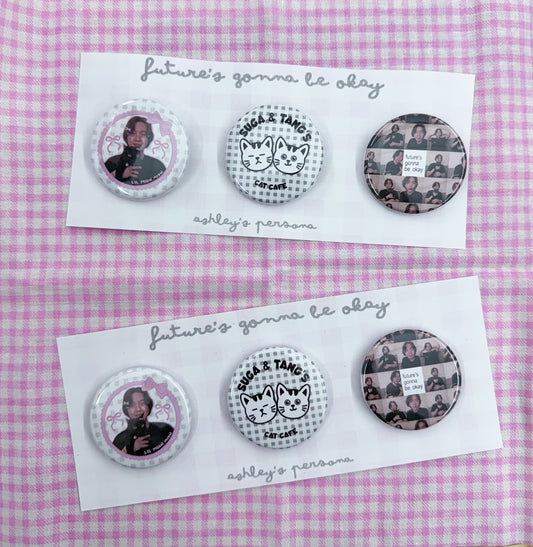 future's gonna be okay
SUGA & TANG'S
CAT CAFE
future's
gonna
be okay
ashley's persona
future's gonna be okay
SUGA & TANG'S
CAT CAFE
future's
gonna
be okay
ashley's persona